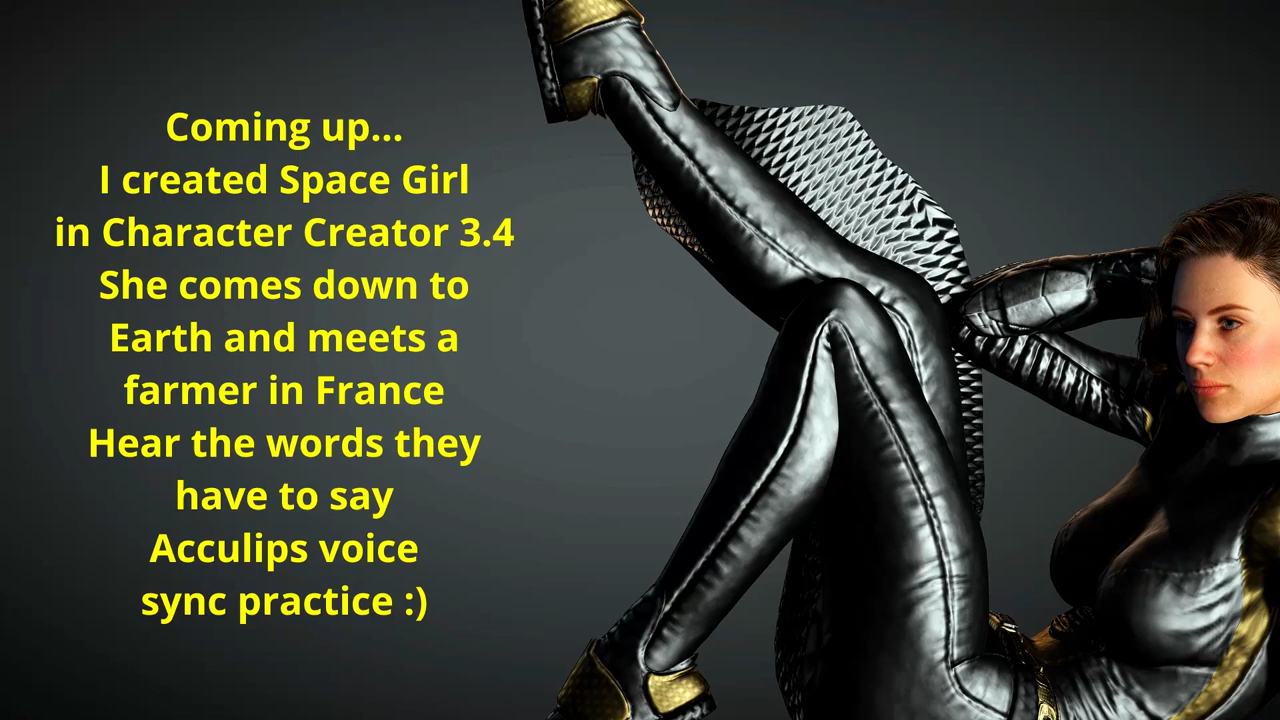 Coming up...
I created Space Girl
in Character Creator 3.4
She comes down to
Earth and meets a
farmer in France
Hear the words they
have to say
Acculips voice
sync practice :)